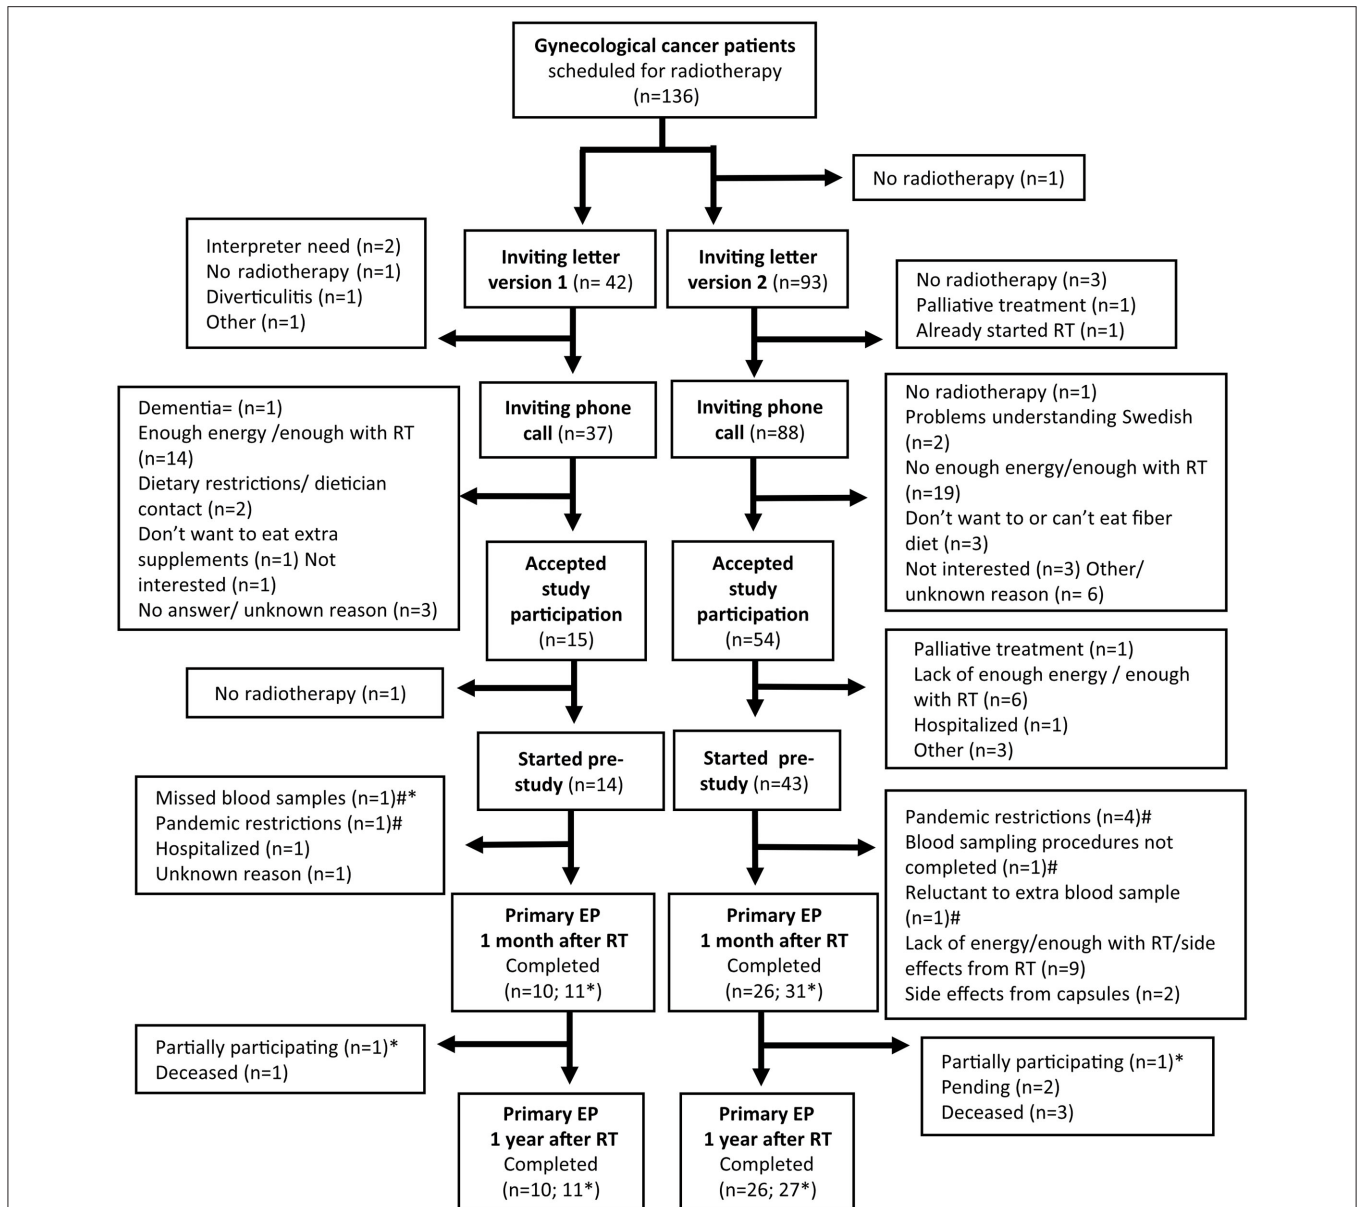 Gynecological cancer patients
scheduled for radiotherapy
(n=136)
No radiotherapy (n=1)
Interpreter need (n=2)
No radiotherapy (n=1)
Diverticulitis (n=1)
Other (n=1)
Inviting letter
version 1 (n= 42)
Inviting letter
version 2 (n=93)
No radiotherapy (n=3)
Palliative treatment (n=1)
Already started RT (n=1)
Dementia= (n=1)
Enough energy /enough with RT
(n=14)
Dietary restrictions/ dietician
contact (n=2)
Don’t want to eat extra
supplements (n=1) Not
interested (n=1)
No answer/ unknown reason (n=3)
Inviting phone
call (n=37)
Inviting phone
call (n=88)
No radiotherapy (n=1)
Problems understanding Swedish
(n=2)
No enough energy/enough with RT
(n=19)
Don’t want to or can’t eat fiber
diet (n=3)
Not interested (n=3) Other/
unknown reason (n= 6)
Accepted
study
participation
(n=15)
Accepted
study
participation
(n=54)
No radiotherapy (n=1)
Palliative treatment (n=1)
Lack of enough energy / enough
with RT (n=6)
Hospitalized (n=1)
Other (n=3)
Started pre-
study (n=14)
Started pre-
study (n=43)
Missed blood samples (n=1)#*
Pandemic restrictions (n=1)#
Hospitalized (n=1)
Unknown reason (n=1)
Pandemic restrictions (n=4)#
Blood sampling procedures not
completed (n=1)#
Reluctant to extra blood sample
(n=1)#
Lack of energy/enough with RT/side
effects from RT (n=9)
Side effects from capsules (n=2)
Primary EP
1 month after RT
Completed
(n=10; 11*)
Primary EP
1 month after RT
Completed
(n=26; 31*)
Partially participating (n=1)*
Deceased (n=1)
Partially participating (n=1)*
Pending (n=2)
Deceased (n=3)
Primary EP
1 year after RT
Completed
(n=10; 11*)
Primary EP
1 year after RT
Completed
(n=26; 27*)